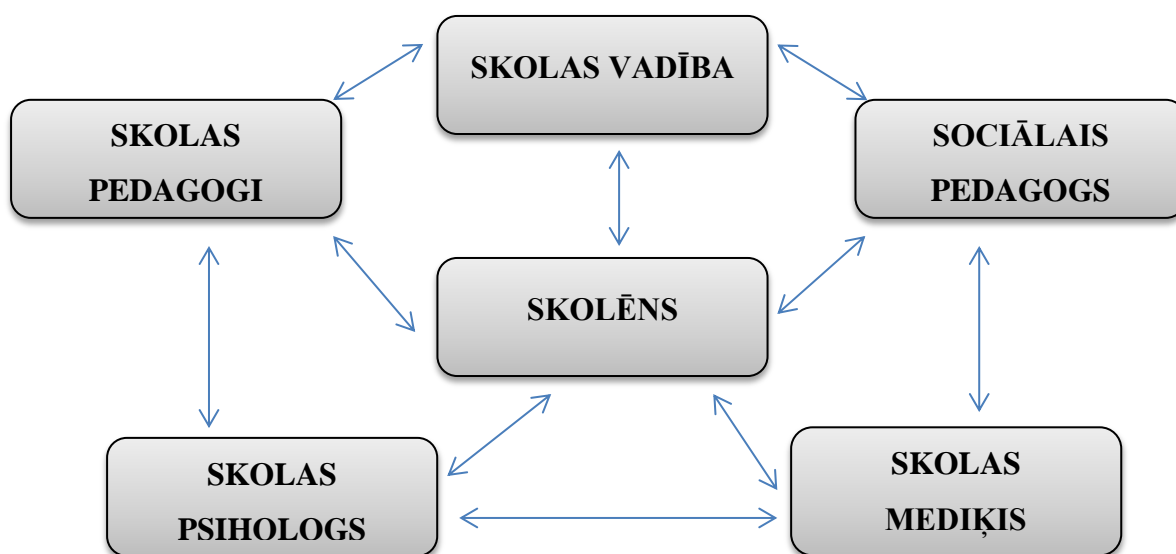 SKOLAS VADĪBA
SKOLAS
PEDAGOGI
SOCIĀLAIS
PEDAGOGS
SKOLĒNS
SKOLAS
PSIHOLOGS
SKOLAS
MEDIĶIS